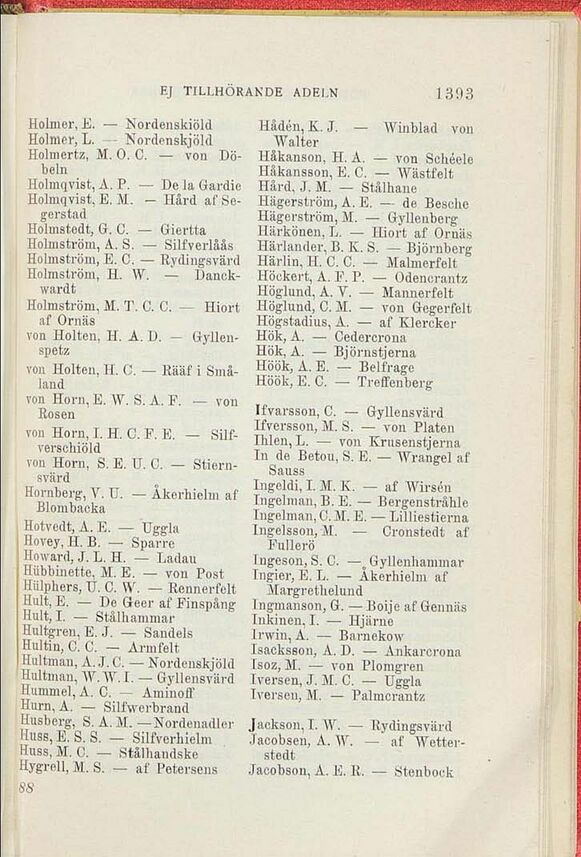 EJ TILLHÖRANDE ADELN 1393
Holmer, E. — Nordenskiöld
Holmer, L. — Nordenskjöld
Holmertz, M. O. C. — von Dö-
beln
Holmqvist, A. P. — De la Gardie
Holmqvist, E. M. — Hård af Se-
gerstad
Holmstedt, G. C. — Giertta
Holmström, A. S. — Silfverlåås
Holmström, E. C. — Rydingsvärd
Holmström, H. W. — Danck-
wardt
Holmström, M. T. C. C. — Hiort
af Ornäs
von Holten, H. A. D. — Gyllen-
spetz
von Holten, H. C. — Rääf i Små-
land
von Horn, E. W. S. A. F. — von
Rosen
von Horn, I. H. C. F. E. — Silf-
verschiöld
von Horn, S. E. U. C. — Stiern-
svärd
Hornberg, V. U. — Åkerhielm af
Blombacka
Hotvedt, A. E. — Uggla
Hovey, H. B. — Sparre
Howard, J. L. H. — Ladau
Hübbinette, M. E. — von Post
Hülphers, U. C. W. — Rennerfelt
Hult, E. — De Geer af Finspång
Hult, I. — Stålhammar
Hultgren, E. J. — Sandels
Hultin, C. C. — Armfelt
Hultman, A. J. C. — Nordenskjöld
Hultman, W. W. I. — Gyllensvärd
Hummel, A. C. — Aminoff
Hurn, A. — Silfwerbrand
Husberg, S. A. M. — Nordenadler
Huss, E. S. S. — Silfverhielm
Huss, M. C. — Stålhandske
Hygrell, M. S. — af Petersens
88
Hådén, K. J. — Winblad von
Walter
Håkanson, H. A. — von Schéele
Håkansson, E. C. — Wästfelt
Hård, J. M. — Stålhane
Hägerström, A. E. — de Besche
Hägerström, M. — Gyllenberg
Härkönen, L. — Hiort af Ornäs
Härlander, B. K. S. — Björnberg
Härlin, H. C. C. — Malmerfelt
Höckert, A. F. P. — Odencrantz
Höglund, A. V. — Mannerfelt
Höglund, C. M. — von Gegerfelt
Högstadius, A. — af Klercker
Hök, A. — Cedercrona
Hök, A. — Björnstjerna
Höök, A. E. — Belfrage
Höök, E. C. — Treffenberg
Ifvarsson, C. — Gyllensvärd
Ifversson, M. S. — von Platen
Ihlen, L. — von Krusenstjerna
In de Betou, S. E. — Wrangel af
Sauss
Ingeldi, I. M. K. — af Wirsén
Ingelman, B. E. — Bergenstråhle
Ingelman, C. M. E. — Lilliestierna
Ingelsson, M. — Cronstedt af
Fullerö
Ingeson, S. C. — Gyllenhammar
Ingier, E. L. — Åkerhielm af
Margrethelund
Ingmanson, G. — Boije af Gennäs
Inkinen, I. — Hjärne
Irwin, A. — Barnekow
Isacksson, A. D. — Ankarcrona
Isoz, M. — von Plomgren
Iversen, J. M. C. — Uggla
Iversen, M. — Palmcrantz
Jackson, I. W. — Rydingsvärd
Jacobsen, A. W. — af Wetter-
stedt
Jacobson, A. E. R. — Stenbock